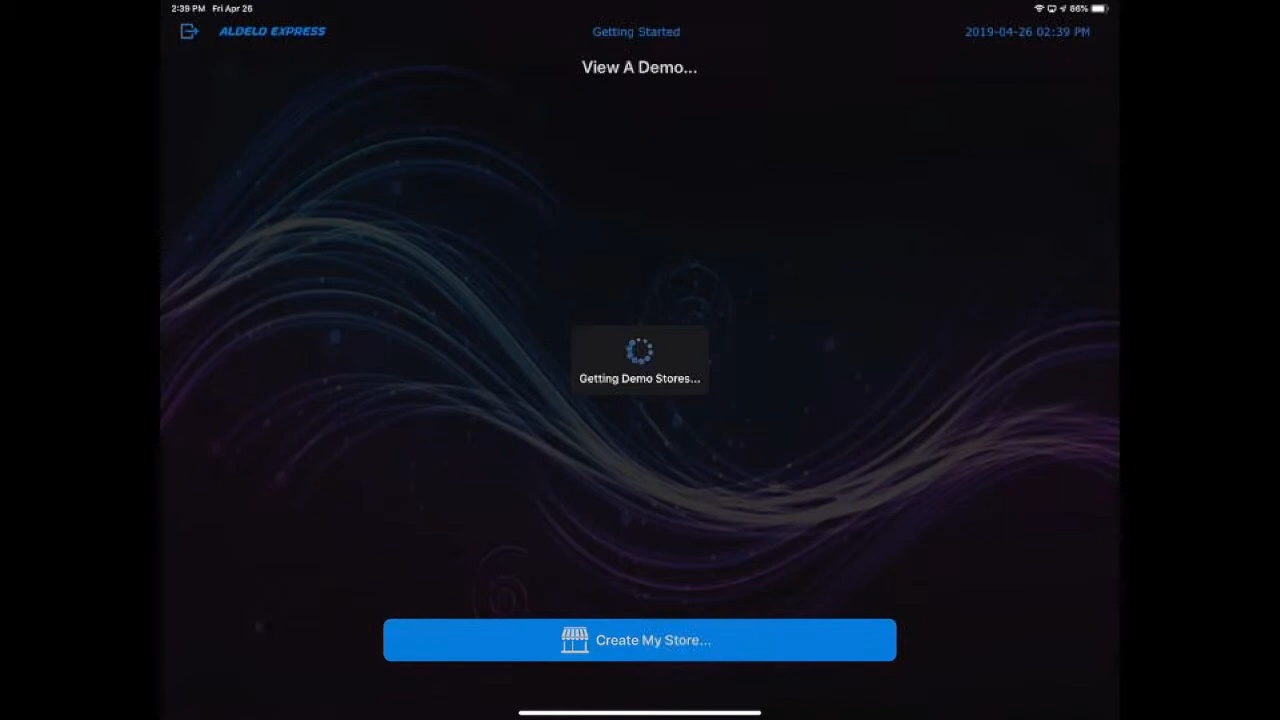 2:39 PM Fri Apr 26
86%
ALDELO EXPRESS
Getting Started
2019-04-26 02:39 PM
View A Demo...
Getting Demo Stores...
Create My Store...